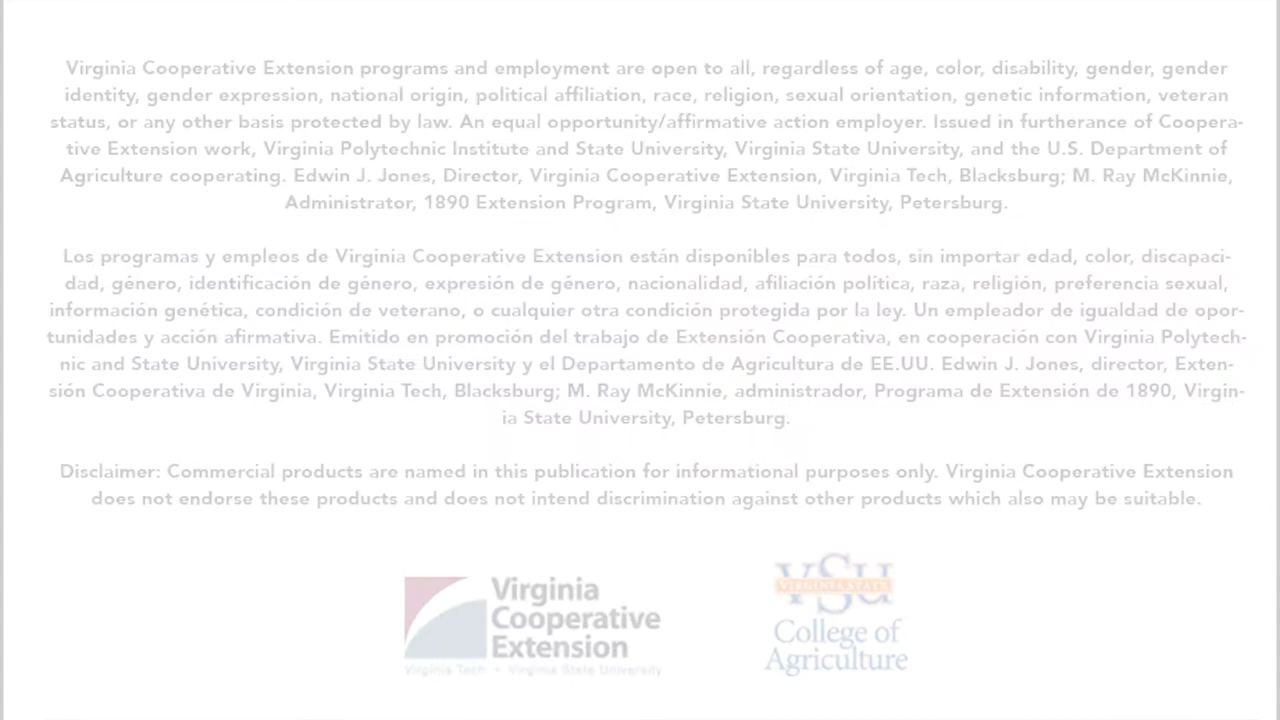 Virginia Cooperative Extension programs and employment are open to all, regardless of age, color, disability, gender, gender
identity, gender expression, national origin, political affiliation, race, religion, sexual orientation, genetic information, veteran
status, or any other basis protected by law. An equal opportunity/affirmative action employer. Issued in furtherance of Coopera-
tive Extension work, Virginia Polytechnic Institute and State University, Virginia State University, and the U.S. Department of
Agriculture cooperating. Edwin J. Jones, Director, Virginia Cooperative Extension, Virginia Tech, Blacksburg; M. Ray McKinnie,
Administrator, 1890 Extension Program, Virginia State University, Petersburg.
Los programas y empleos de Virginia Cooperative Extension están disponibles para todos, sin importar edad, color, discapaci-
dad, género, identificación de género, expresión de género, nacionalidad, afiliación política, raza, religión, preferencia sexual,
información genética, condición de veterano, o cualquier otra condición protegida por la ley. Un empleador de igualdad de opor-
tunidades y acción afirmativa. Emitido en promoción del trabajo de Extensión Cooperativa, en cooperación con Virginia Polytech-
nic and State University, Virginia State University y el Departamento de Agricultura de EE.UU. Edwin J. Jones, director, Exten-
sión Cooperativa de Virginia, Virginia Tech, Blacksburg; M. Ray McKinnie, administrador, Programa de Extensión de 1890, Virgin-
ia State University, Petersburg.
Disclaimer: Commercial products are named in this publication for informational purposes only. Virginia Cooperative Extension
does not endorse these products and does not intend discrimination against other products which also may be suitable.
Virginia
Cooperative
Extension
Virginia Tech • Virginia State University
VSU
VIRGINIA STATE
College of
Agriculture